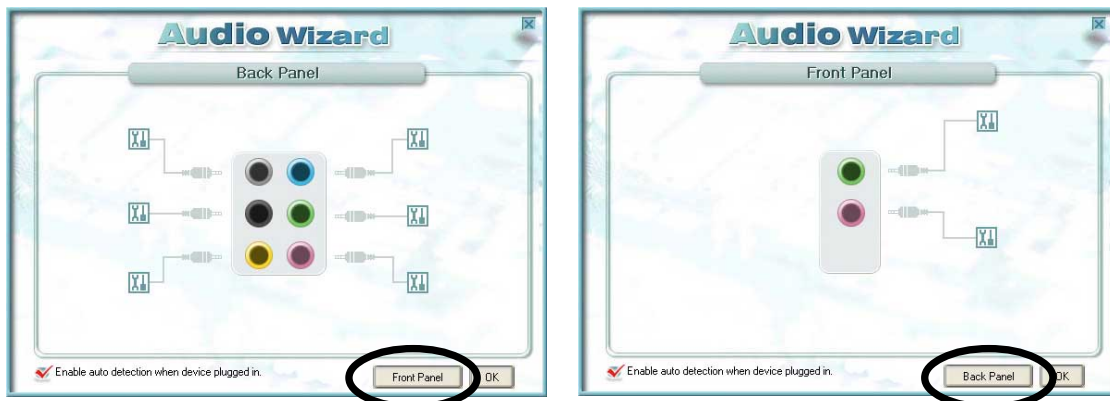 Audio Wizard
Back Panel
Enable auto detection when device plugged in.
Front Panel
OK
Audio Wizard
Front Panel
Enable auto detection when device plugged in.
Back Panel
OK